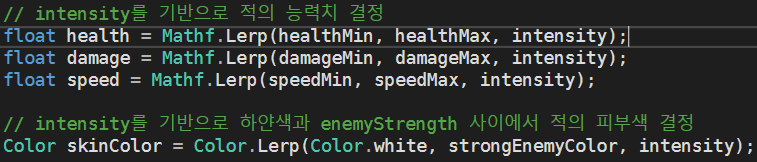 // intensity를 기반으로 적의 능력치 결정
float health = Mathf.Lerp(healthMin, healthMax, intensity);
float damage = Mathf.Lerp(damageMin, damageMax, intensity);
float speed = Mathf.Lerp(speedMin, speedMax, intensity);
// intensity를 기반으로 하얀색과 enemyStrength 사이에서 적의 피부색 결정
Color skinColor = Color.Lerp(Color.white, strongEnemyColor, intensity);